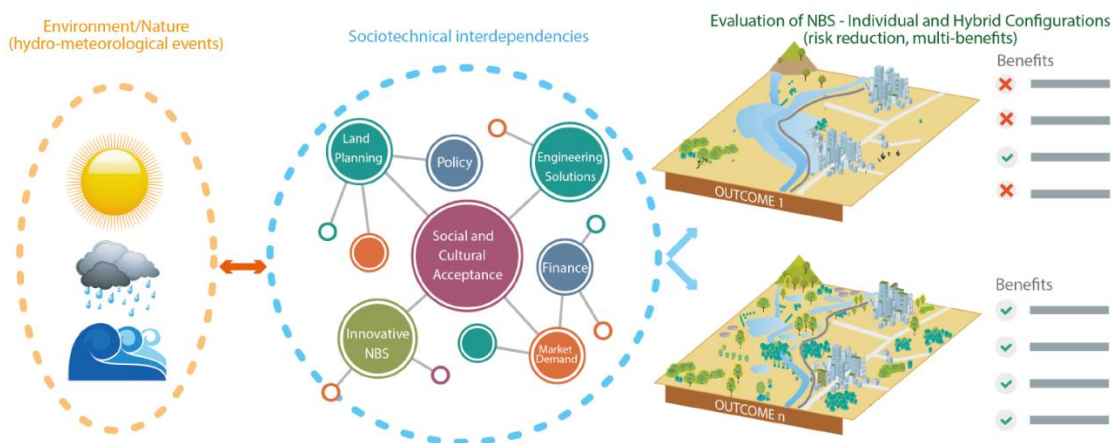 Environment/Nature
(hydro-meteorological events)
Sociotechnical interdependencies
Land
Planning
Policy
Engineering
Solutions
Social and
Cultural
Acceptance
Finance
Innovative
NBS
Market
Demand
Evaluation of NBS - Individual and Hybrid Configurations
(risk reduction, multi-benefits)
Benefits
OUTCOME 1
Benefits
OUTCOME n